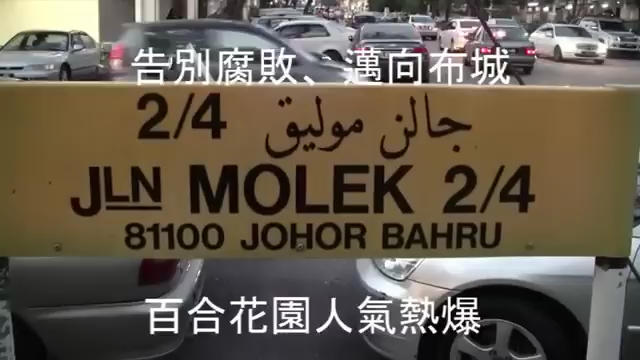 告別腐敗、邁向布城
2/4 جالن موليق
JLN MOLEK 2/4
81100 JOHOR BAHRU
百合花園人氣熱爆